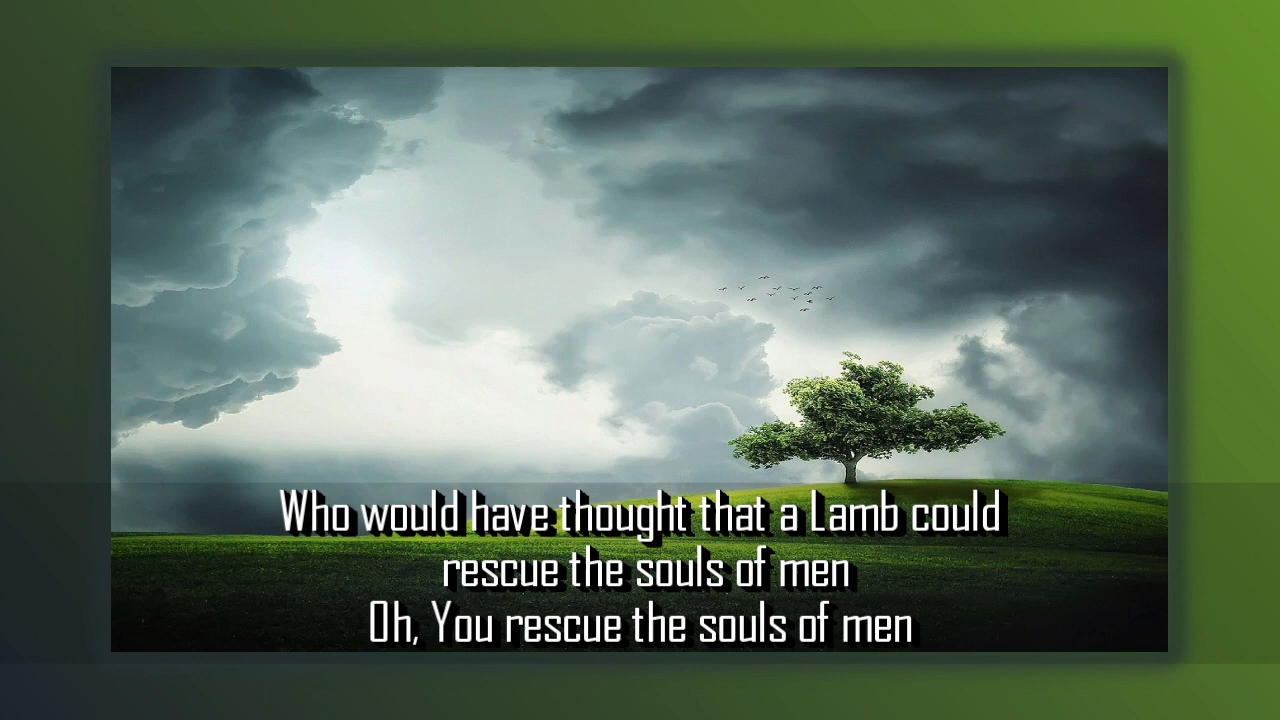 Who would have thought that a Lamb could
rescue the souls of men
Oh, You rescue the souls of men